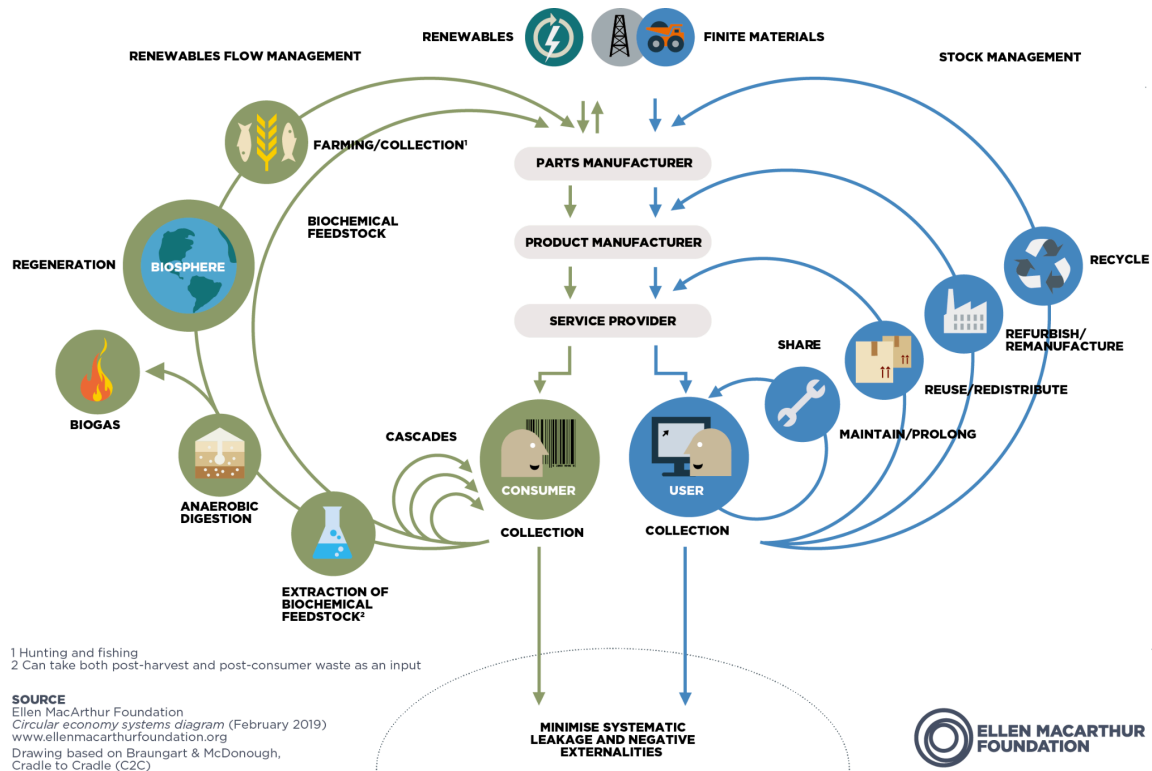 RENEWABLES
FINITE MATERIALS
RENEWABLES FLOW MANAGEMENT
STOCK MANAGEMENT
FARMING/COLLECTION¹
PARTS MANUFACTURER
BIOCHEMICAL
FEEDSTOCK
PRODUCT MANUFACTURER
REGENERATION
BIOSPHERE
RECYCLE
SERVICE PROVIDER
SHARE
REFURBISH/
REMANUFACTURE
REUSE/REDISTRIBUTE
BIOGAS
CASCADES
MAINTAIN/PROLONG
CONSUMER
USER
ANAEROBIC
DIGESTION
COLLECTION
COLLECTION
EXTRACTION OF
BIOCHEMICAL
FEEDSTOCK²
1 Hunting and fishing
2 Can take both post-harvest and post-consumer waste as an input
SOURCE
Ellen MacArthur Foundation
Circular economy systems diagram (February 2019)
www.ellenmacarthurfoundation.org
Drawing based on Braungart & McDonough,
Cradle to Cradle (C2C)
MINIMISE SYSTEMATIC
LEAKAGE AND NEGATIVE
EXTERNALITIES
ELLEN MACARTHUR
FOUNDATION